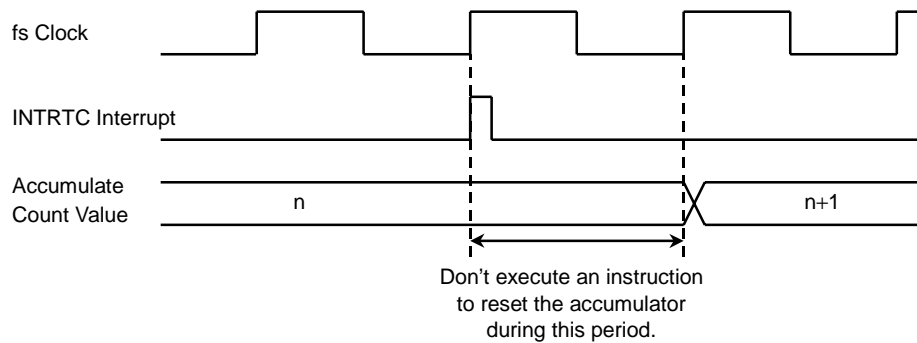 fs Clock
INTRTC Interrupt
Accumulate
Count Value
n
n+1
Don't execute an instruction
to reset the accumulator
during this period.